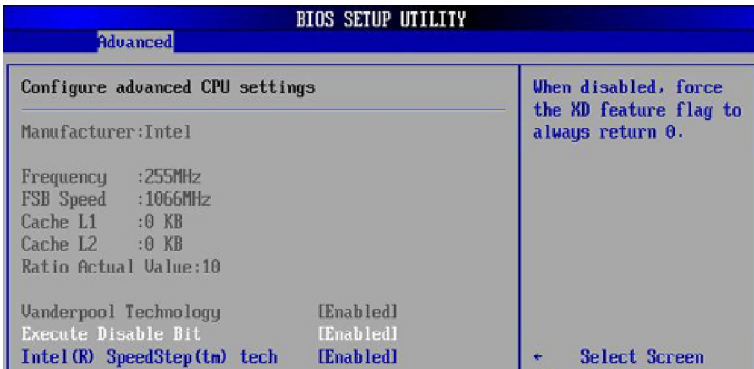 BIOS SETUP UTILITY
Advanced
Configure advanced CPU settings
Manufacturer:Intel
Frequency :255MHz
FSB Speed :1066MHz
Cache L1 :0 KB
Cache L2 :0 KB
Ratio Actual Value:10
Vanderpool Technology [Enabled]
Execute Disable Bit [Enabled]
Intel(R) SpeedStep(tm) tech [Enabled]
When disabled, force
the XD feature flag to
always return 0.
← Select Screen